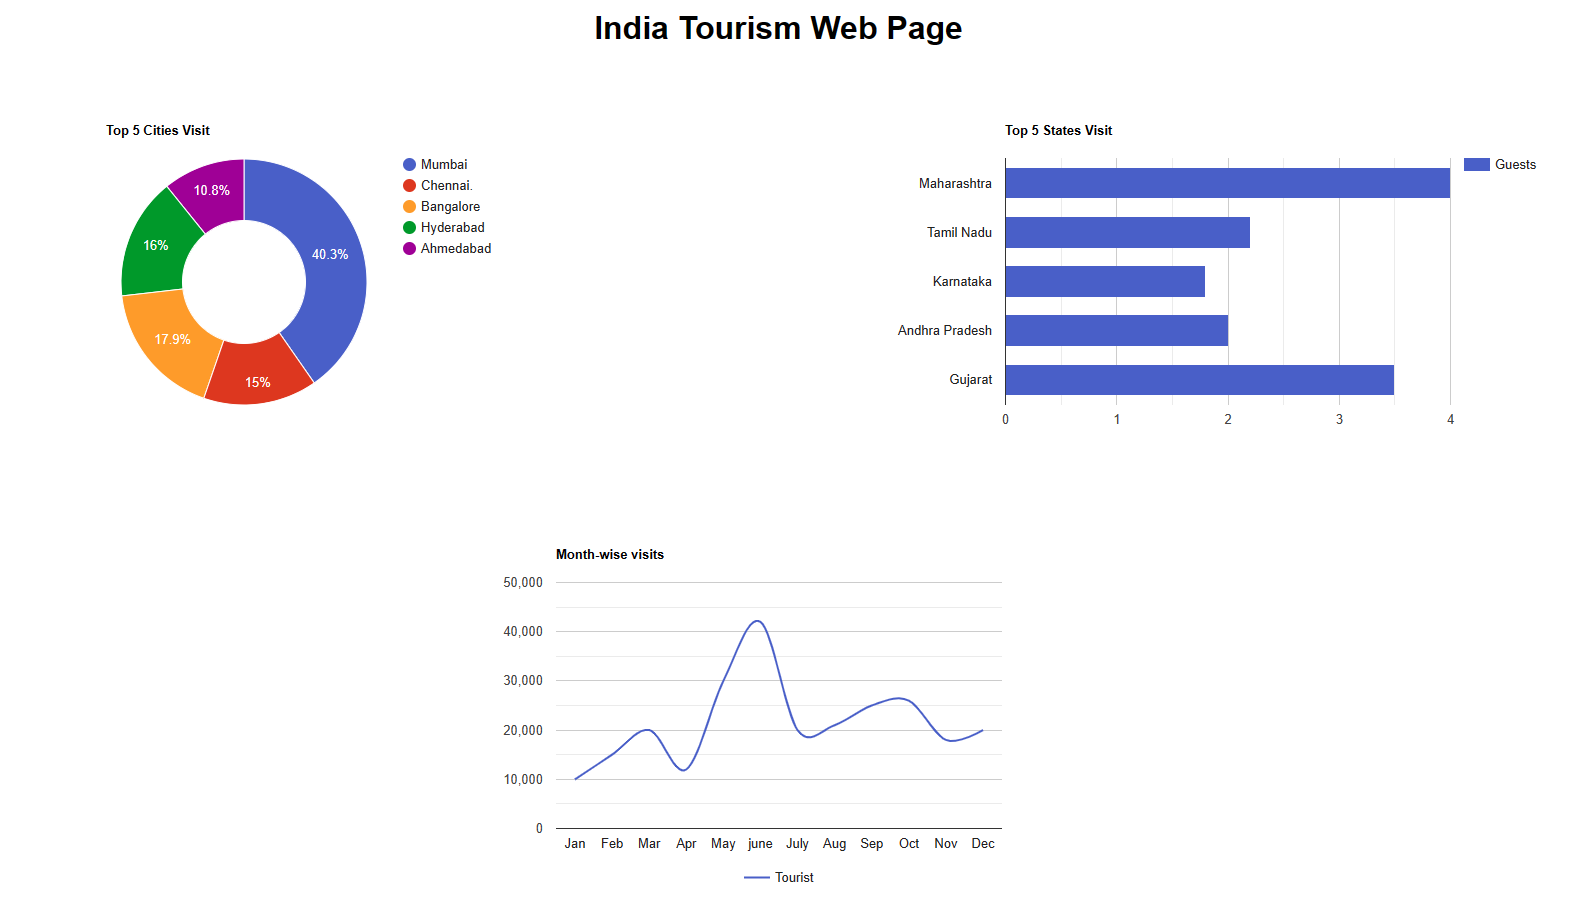 India Tourism Web Page
Top 5 Cities Visit
Mumbai
Chennai.
Bangalore
Hyderabad
Ahmedabad
40.3%
15%
17.9%
16%
10.8%
Top 5 States Visit
Guests
Maharashtra
Tamil Nadu
Karnataka
Andhra Pradesh
Gujarat
0 1 2 3 4
Month-wise visits
50,000
40,000
30,000
20,000
10,000
0
Jan Feb Mar Apr May june July Aug Sep Oct Nov Dec
Tourist